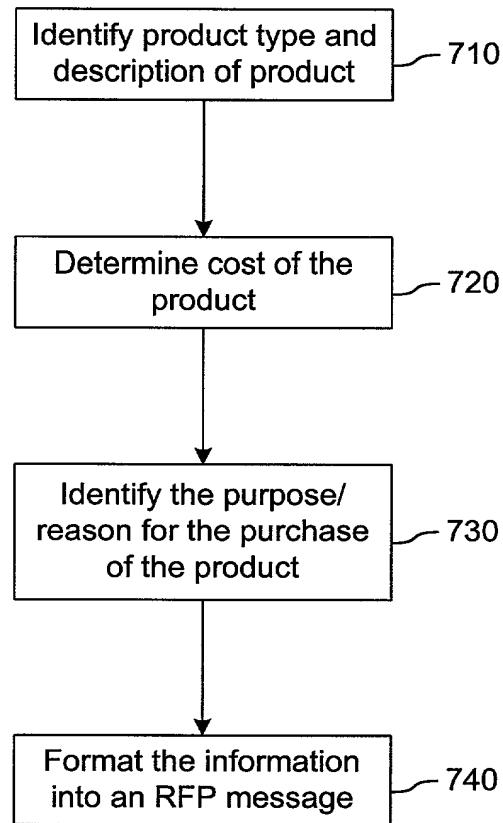 Identify product type and
description of product
710
Determine cost of the
product
720
Identify the purpose/
reason for the purchase
of the product
730
Format the information
into an RFP message
740